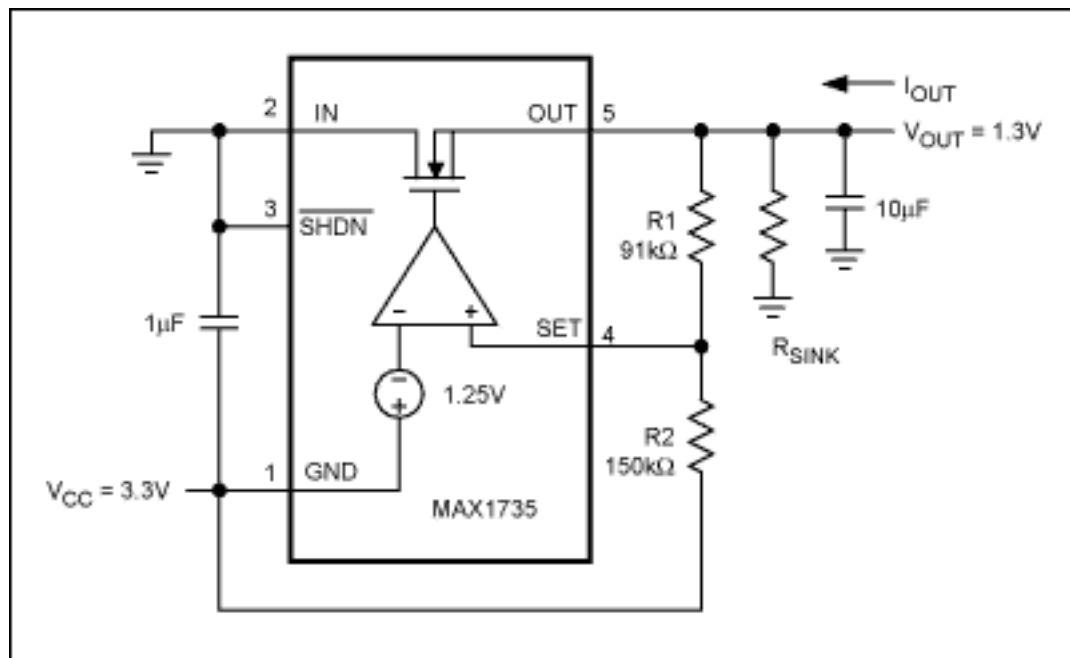 I_OUT
2 IN OUT 5
V_OUT = 1.3V
3 SHDN
R1
91kΩ
10µF
1µF
− +
SET 4
R_SINK
−
+
1.25V
R2
150kΩ
1 GND
V_CC = 3.3V
MAX1735